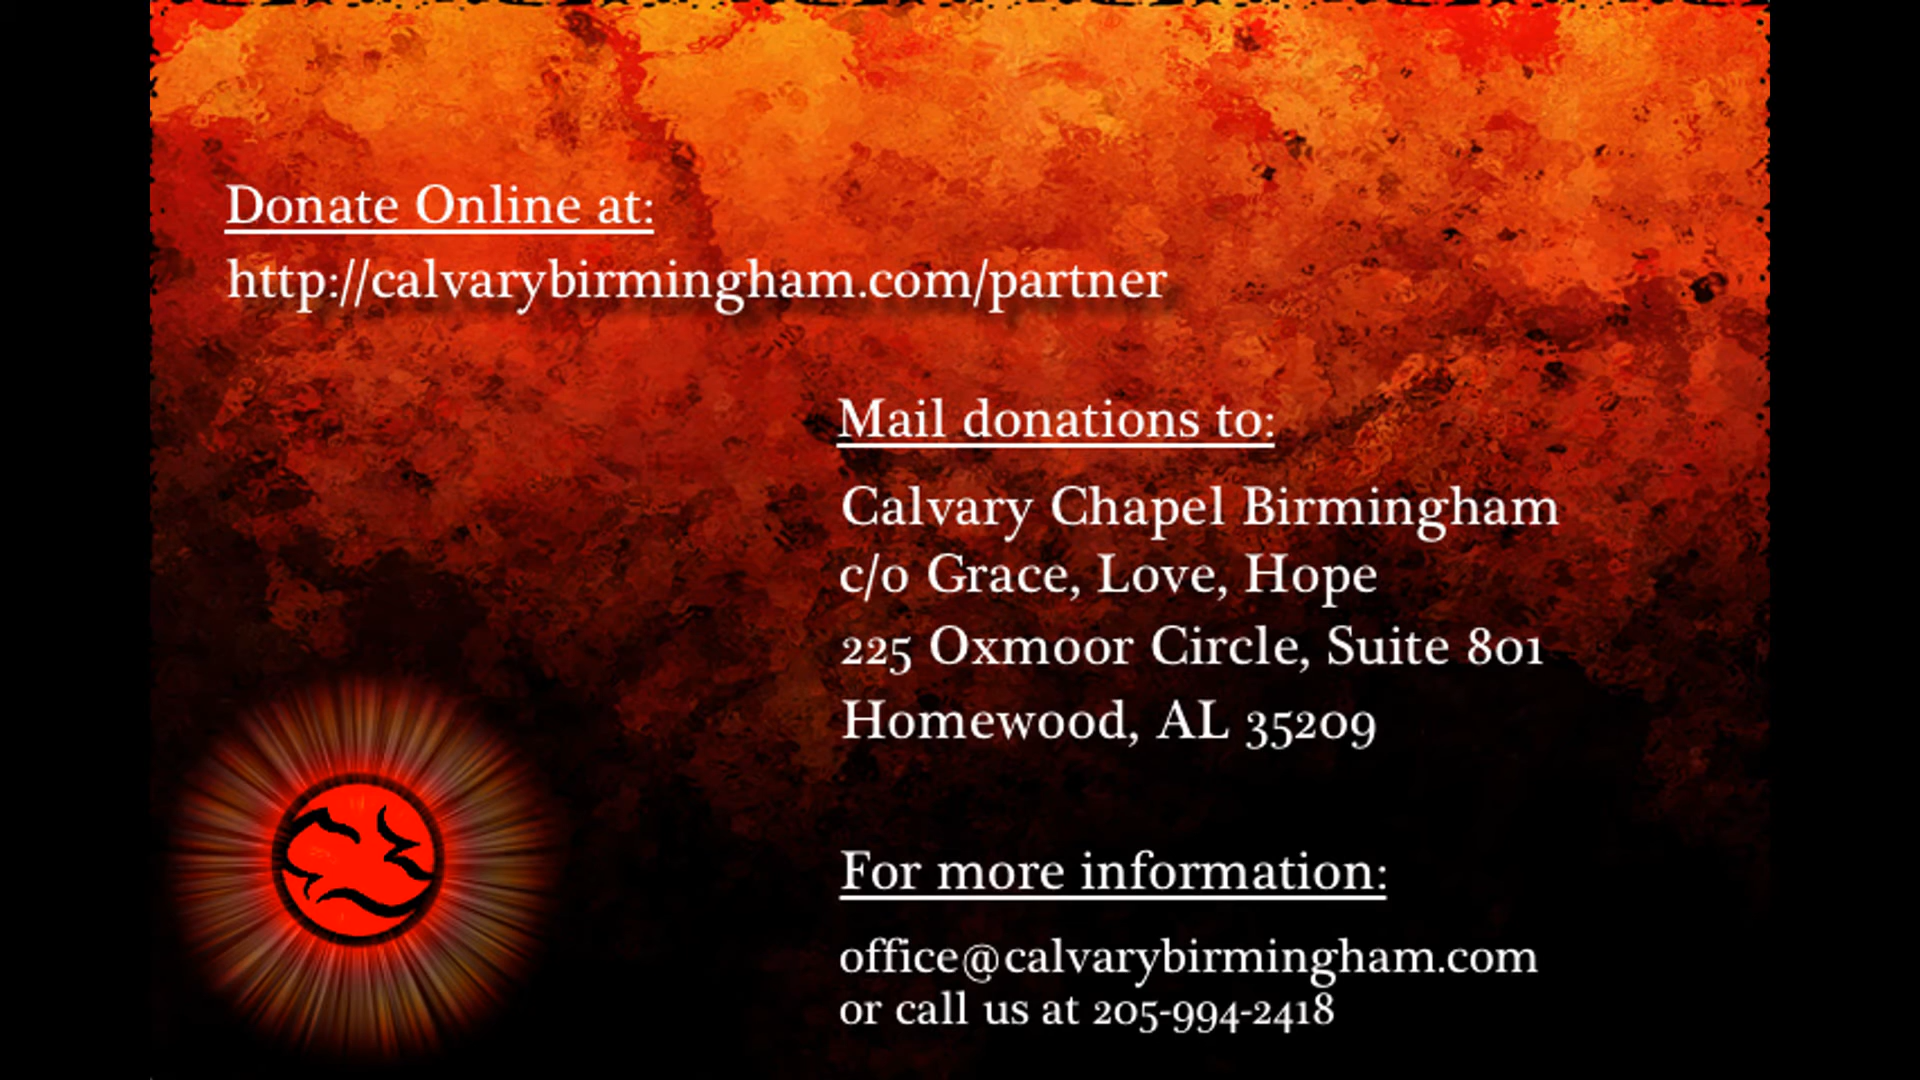 Donate Online at:
http://calvarybirmingham.com/partner
Mail donations to:
Calvary Chapel Birmingham
c/o Grace, Love, Hope
225 Oxmoor Circle, Suite 801
Homewood, AL 35209
For more information:
office@calvarybirmingham.com
or call us at 205-994-2418